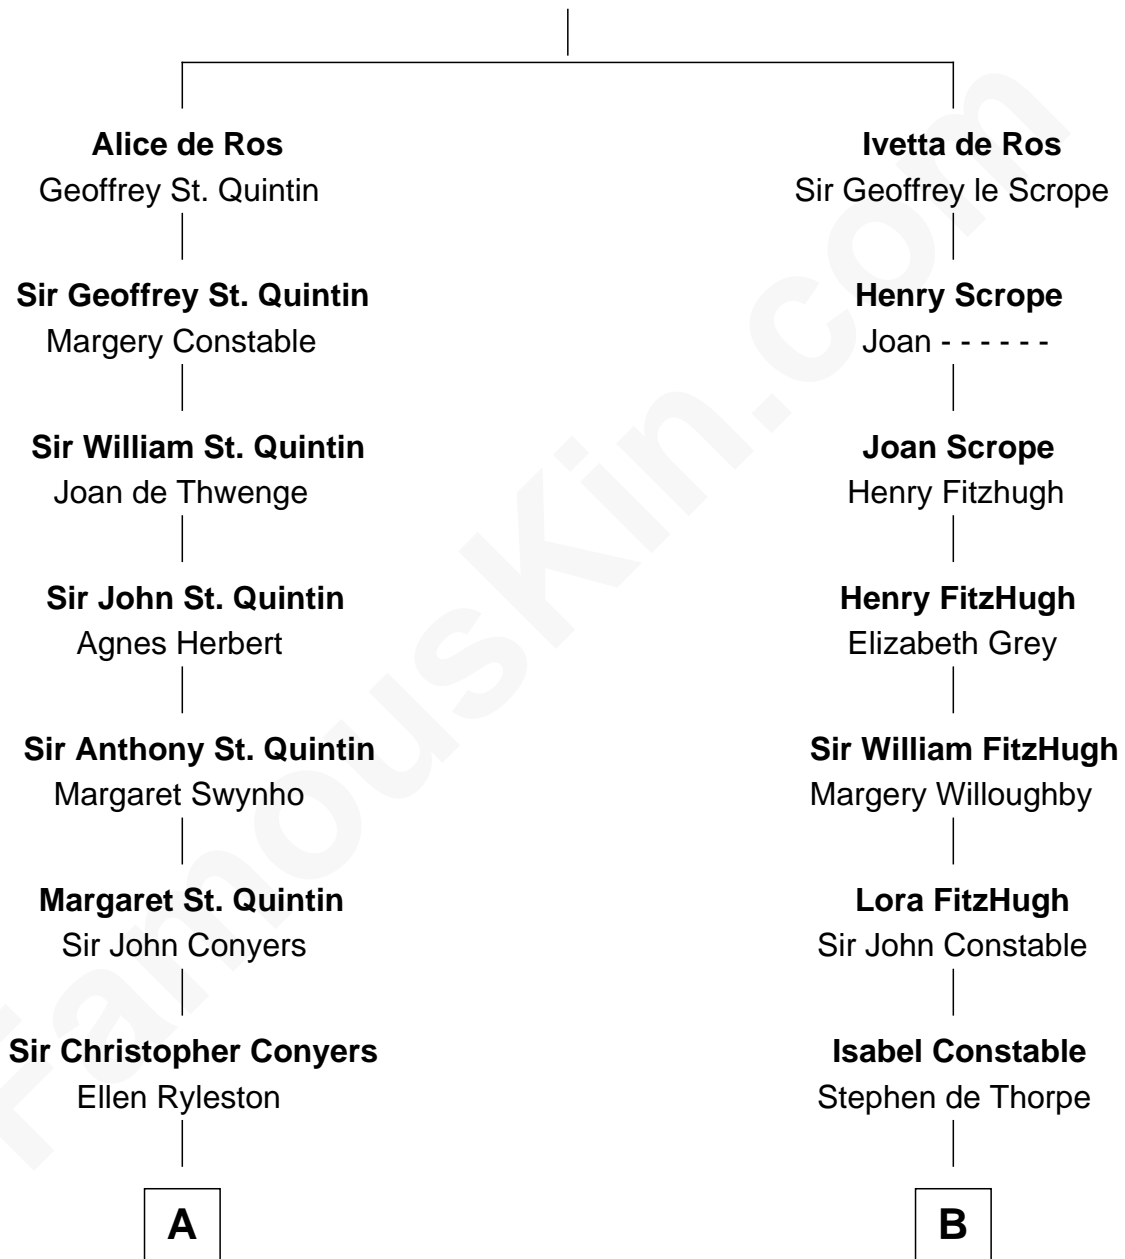 Alice de Ros
Geoffrey St. Quintin
Sir Geoffrey St. Quintin
Margery Constable
Sir William St. Quintin
Joan de Thwenge
Sir John St. Quintin
Agnes Herbert
Sir Anthony St. Quintin
Margaret Swynho
Margaret St. Quintin
Sir John Conyers
Sir Christopher Conyers
Ellen Ryleston
A
Ivetta de Ros
Sir Geoffrey le Scrope
Henry Scrope
Joan - - - - - -
Joan Scrope
Henry Fitzhugh
Henry FitzHugh
Elizabeth Grey
Sir William FitzHugh
Margery Willoughby
Lora FitzHugh
Sir John Constable
Isabel Constable
Stephen de Thorpe
B
FamousKin.com